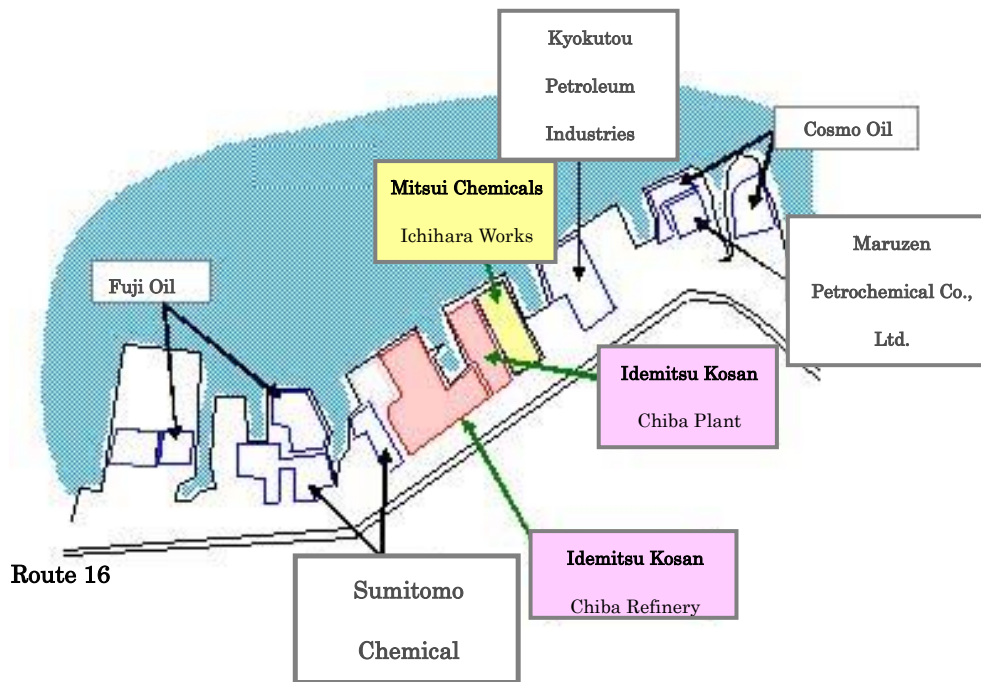 Kyokutou
Petroleum
Industries
Cosmo Oil
Mitsui Chemicals
Ichihara Works
Maruzen
Petrochemical Co.,
Ltd.
Fuji Oil
Idemitsu Kosan
Chiba Plant
Idemitsu Kosan
Chiba Refinery
Route 16
Sumitomo
Chemical